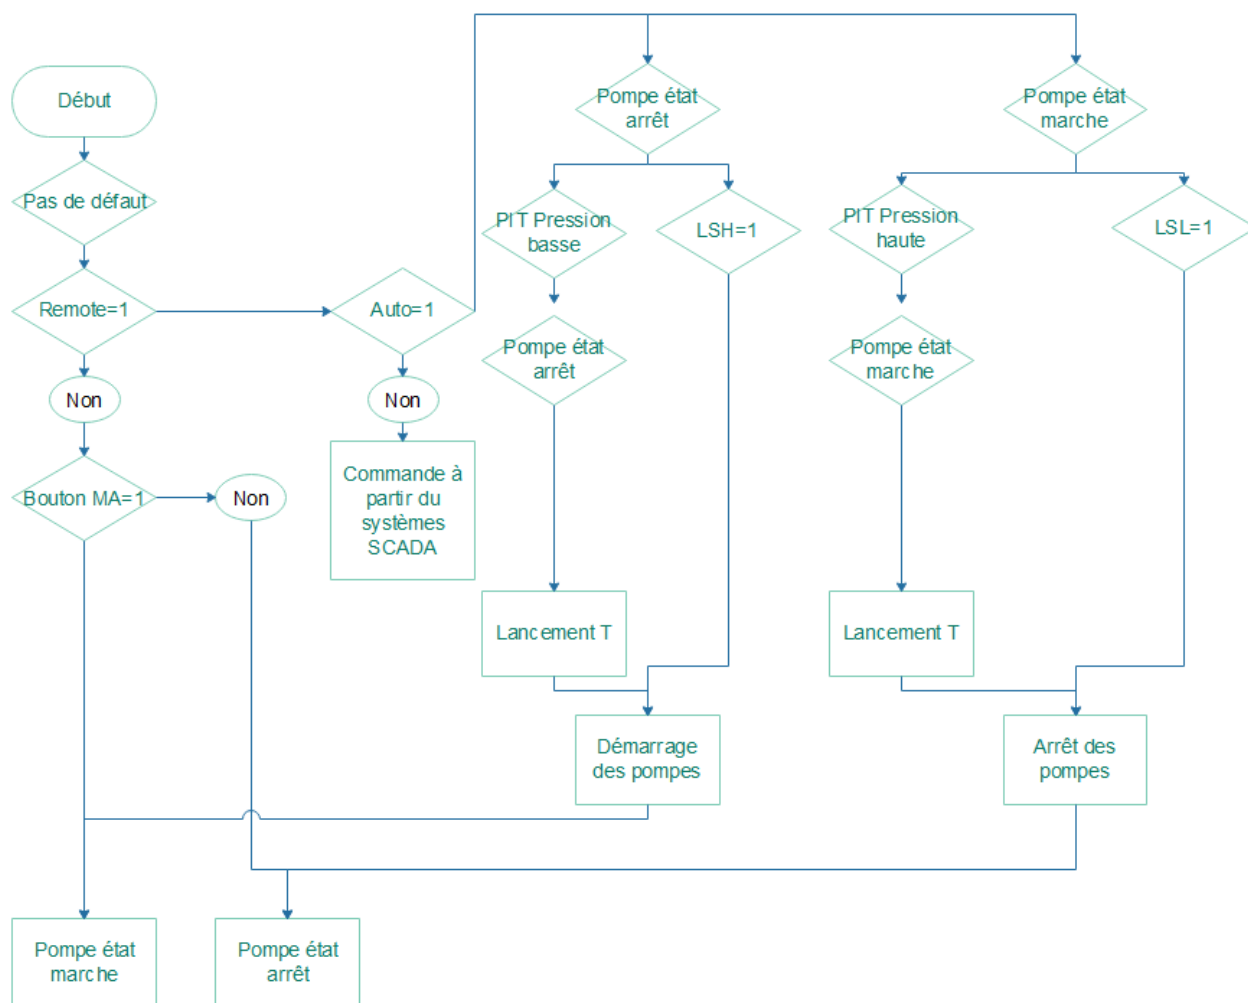 Début
Pas de défaut
Remote=1
Non
Bouton MA=1
Non
Auto=1
Non
Commande à
partir du
systèmes
SCADA
Pompe état
arrêt
PIT Pression
basse
LSH=1
Pompe état
arrêt
Lancement T
Démarrage
des pompes
Pompe état
marche
PIT Pression
haute
LSL=1
Pompe état
marche
Lancement T
Arrêt des
pompes
Pompe état
marche
Pompe état
arrêt